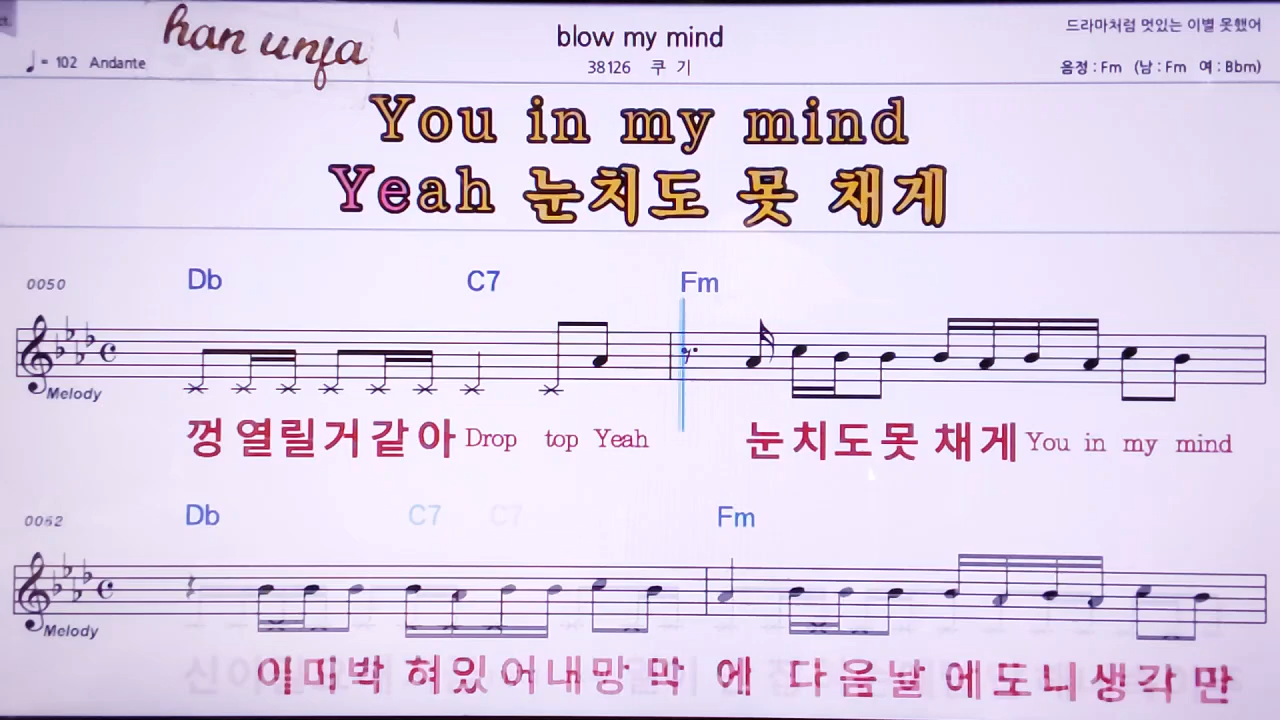 han unja
blow my mind
드라마처럼 멋있는 이별 못했어
♩= 102 Andante
38126 쿠 기
음정 : Fm (남 : Fm 여 : Bbm)
You in my mind
Yeah 눈치도 못 채게
0050 Db C7 Fm
Melody
껑 열릴거같아 Drop top Yeah 눈치도못 채게 You in my mind
0052 Db C7 C7 Fm
Melody
이미박 혀있 어내망 막 에 다음날 에도니생각 만